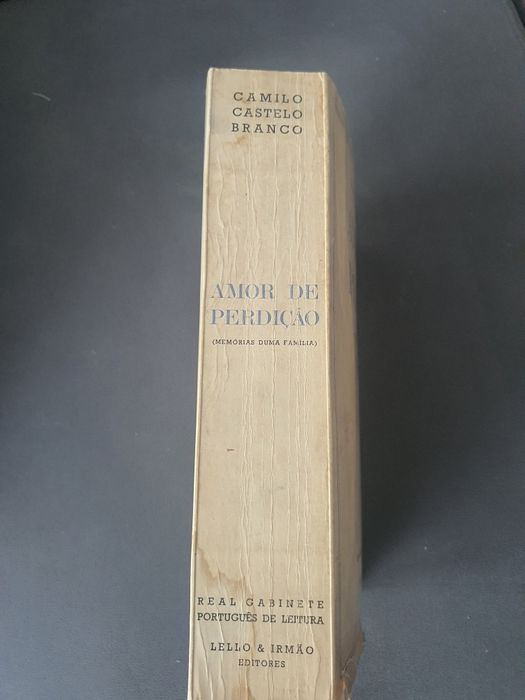 CAMILO
CASTELO
BRANCO
AMOR DE
PERDIÇÃO
(MEMÓRIAS DUMA FAMÍLIA)
REAL GABINETE
PORTUGUÊS DE LEITURA
LELLO & IRMÃO
EDITORES